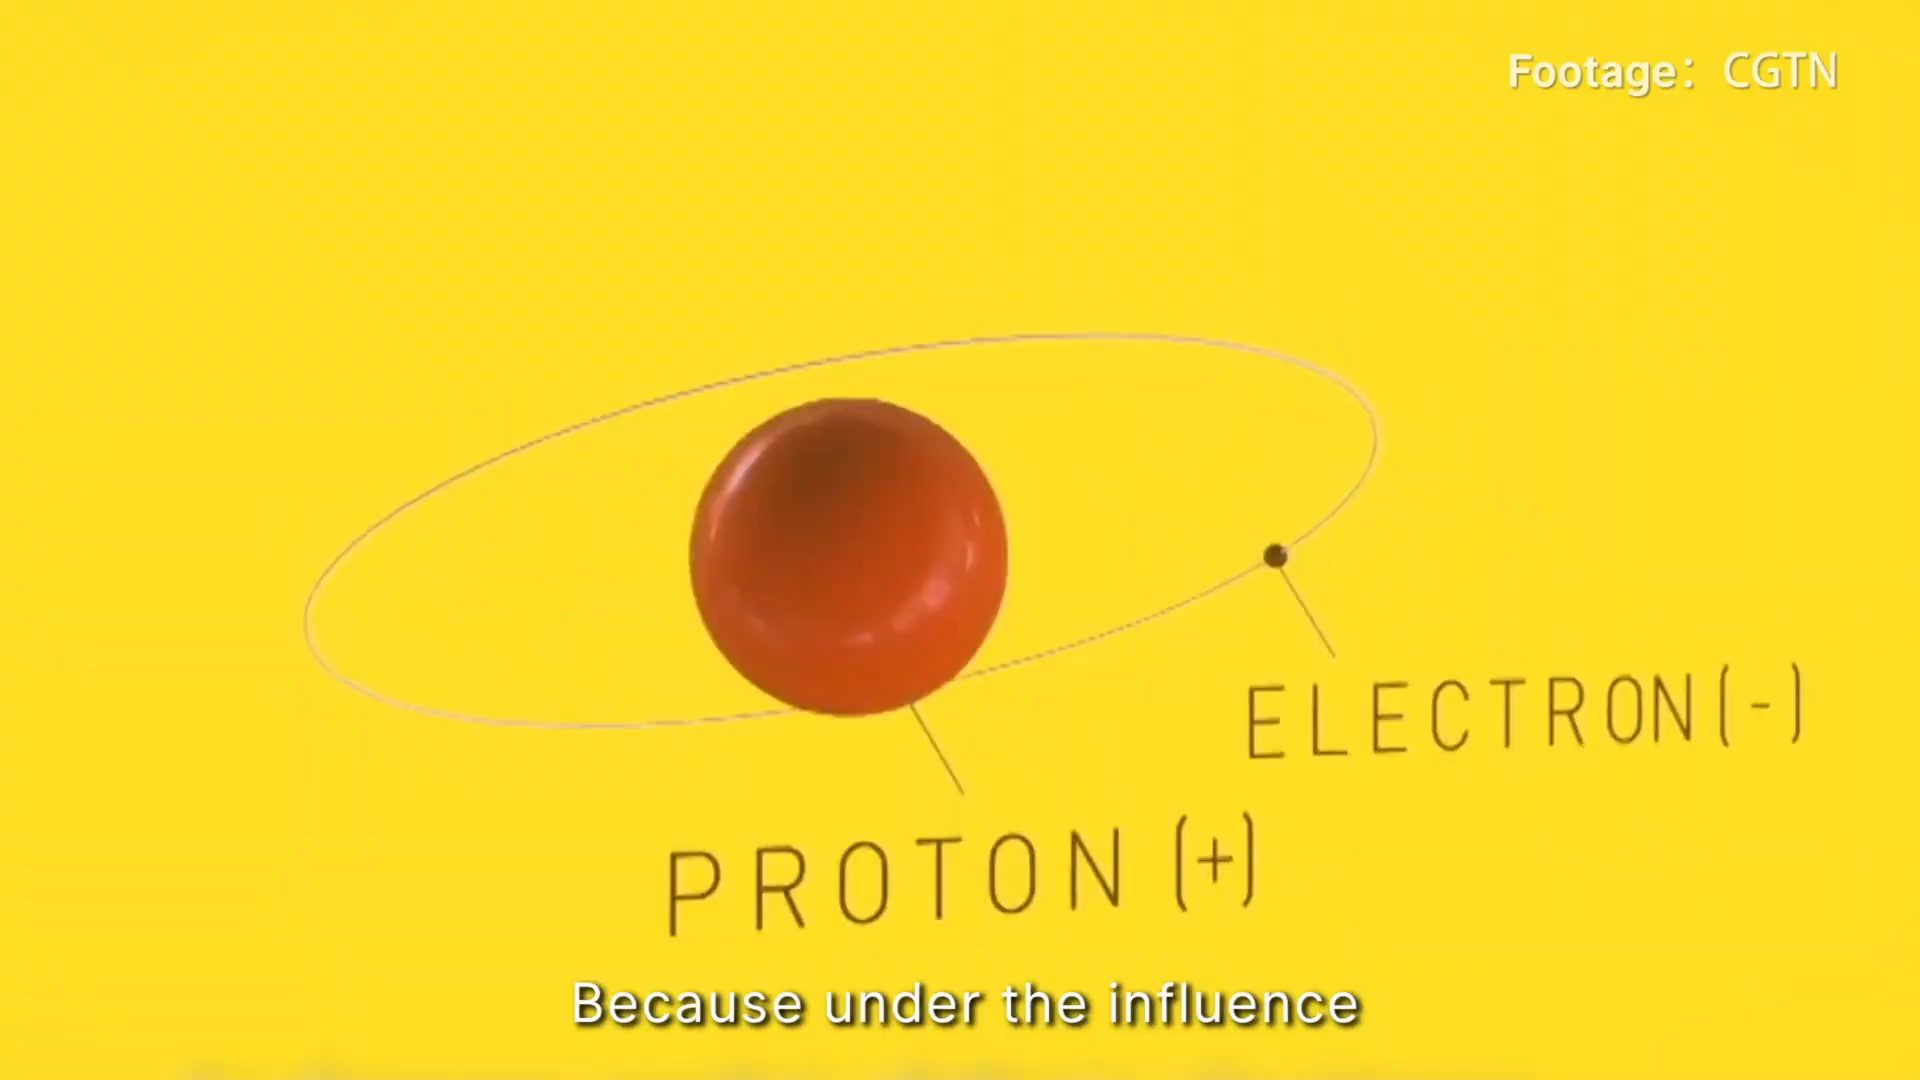 Footage：CGTN
ELECTRON(-)
PROTON (+)
Because under the influence